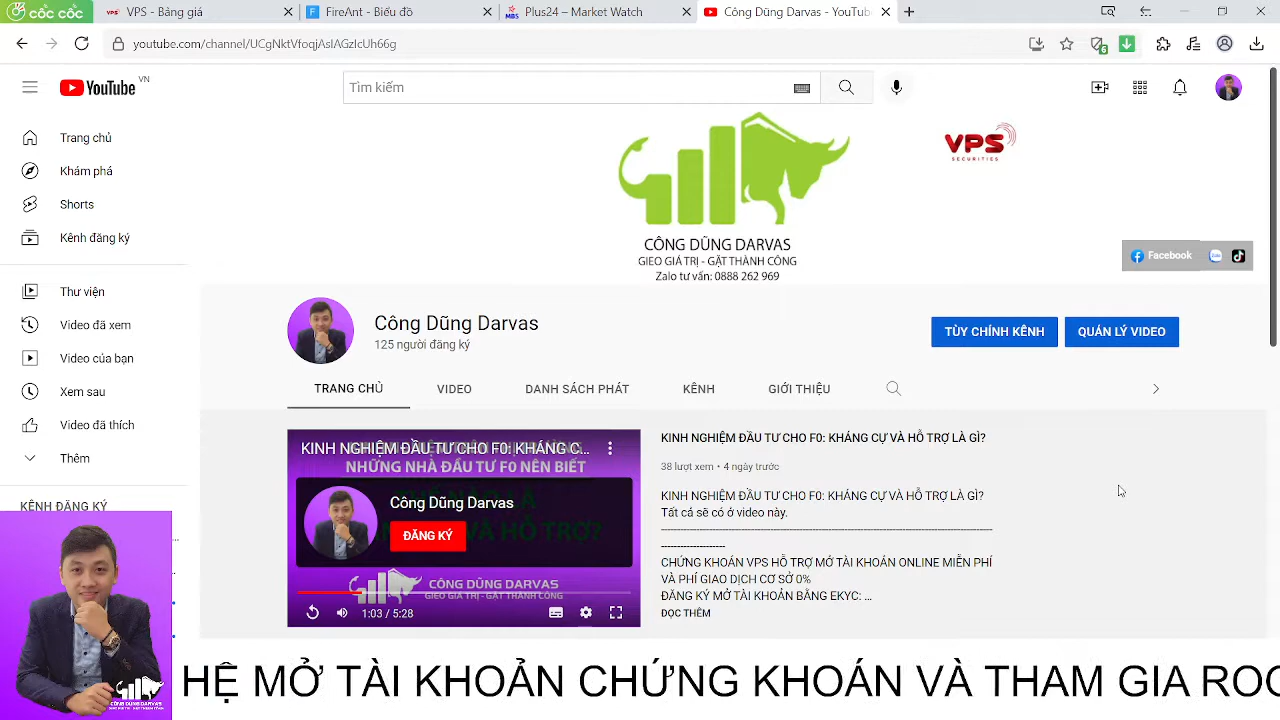 cốc cốc
VPS - Bảng giá
FireAnt - Biểu đồ
MBS
Plus24 – Market Watch
Công Dũng Darvas - YouTub
youtube.com/channel/UCgNktVfoqjAsIAGzIcUh66g
6
YouTube VN
Tìm kiếm
Trang chủ
Khám phá
Shorts
Kênh đăng ký
Thư viện
Video đã xem
Video của bạn
Xem sau
Video đã thích
Thêm
KÊNH ĐĂNG KÝ
VPS
SECURITIES
CÔNG DŨNG DARVAS
GIEO GIÁ TRỊ - GẶT THÀNH CÔNG
Zalo tư vấn: 0888 262 969
Facebook
Zalo
Công Dũng Darvas
125 người đăng ký
TÙY CHỈNH KÊNH
QUẢN LÝ VIDEO
TRANG CHỦ
VIDEO
DANH SÁCH PHÁT
KÊNH
GIỚI THIỆU
KINH NGHIỆM ĐẦU TƯ CHO F0: KHÁNG C...
NHỮNG NHÀ ĐẦU TƯ F0 NÊN BIẾT
Công Dũng Darvas
ĐĂNG KÝ
VÀ HỖ TRỢ?
CÔNG DŨNG DARVAS
GIEO GIÁ TRỊ - GẶT THÀNH CÔNG
1:03 / 5:28
KINH NGHIỆM ĐẦU TƯ CHO F0: KHÁNG CỰ VÀ HỖ TRỢ LÀ GÌ?
38 lượt xem • 4 ngày trước
KINH NGHIỆM ĐẦU TƯ CHO F0: KHÁNG CỰ VÀ HỖ TRỢ LÀ GÌ?
Tất cả sẽ có ở video này.
CHỨNG KHOÁN VPS HỖ TRỢ MỞ TÀI KHOẢN ONLINE MIỄN PHÍ
VÀ PHÍ GIAO DỊCH CƠ SỞ 0%
ĐĂNG KÝ MỞ TÀI KHOẢN BẰNG EKYC: ...
ĐỌC THÊM
CÔNG DŨNG DARVAS
HỆ MỞ TÀI KHOẢN CHỨNG KHOÁN VÀ THAM GIA ROO